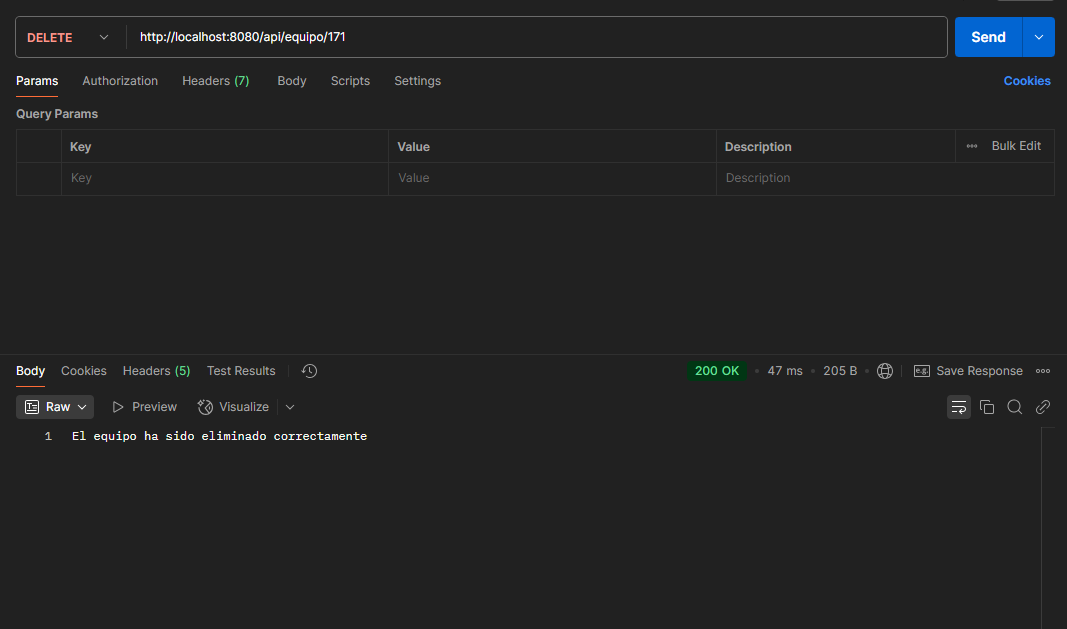 DELETE http://localhost:8080/api/equipo/171 Send
Params Authorization Headers (7) Body Scripts Settings Cookies
Query Params
Key Value Description Bulk Edit
Key Value Description
Body Cookies Headers (5) Test Results 200 OK 47 ms 205 B e.g. Save Response
Raw Preview Visualize
1 El equipo ha sido eliminado correctamente